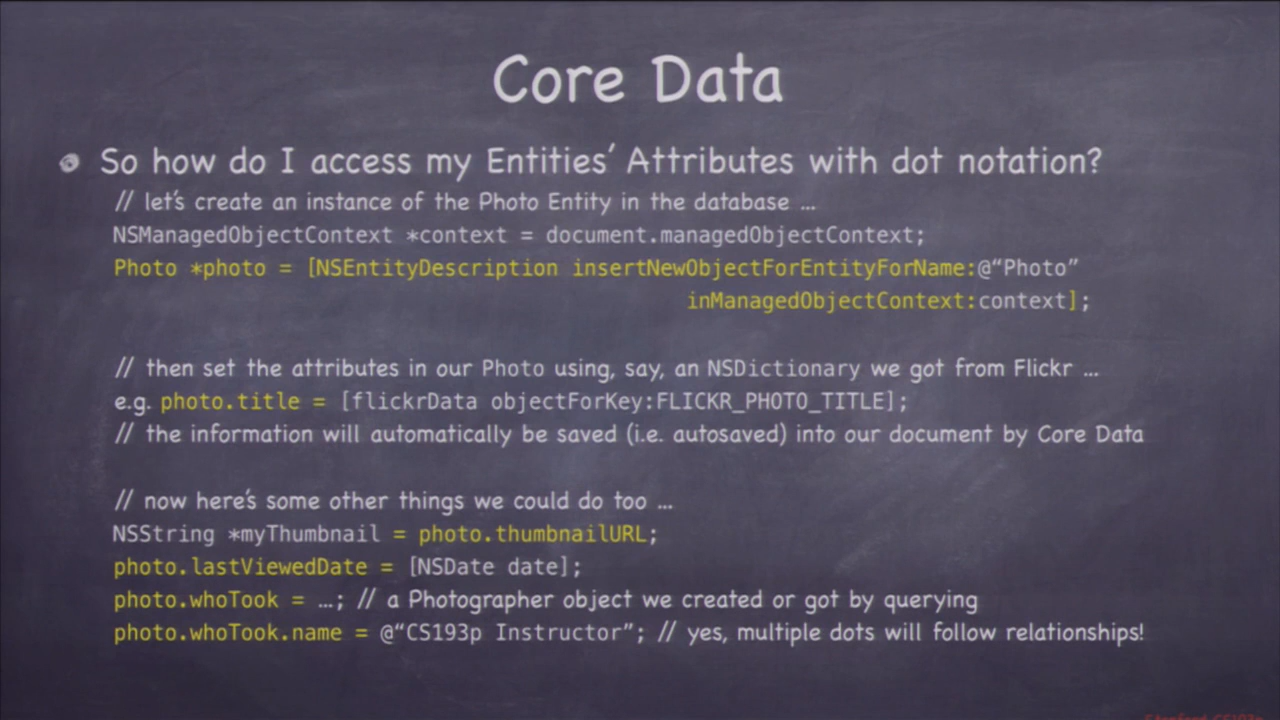 Core Data
So how do I access my Entities’ Attributes with dot notation?
// let’s create an instance of the Photo Entity in the database …
NSManagedObjectContext *context = document.managedObjectContext;
Photo *photo = [NSEntityDescription insertNewObjectForEntityForName:@“Photo”
inManagedObjectContext:context];
// then set the attributes in our Photo using, say, an NSDictionary we got from Flickr …
e.g. photo.title = [flickrData objectForKey:FLICKR_PHOTO_TITLE];
// the information will automatically be saved (i.e. autosaved) into our document by Core Data
// now here’s some other things we could do too …
NSString *myThumbnail = photo.thumbnailURL;
photo.lastViewedDate = [NSDate date];
photo.whoTook = …; // a Photographer object we created or got by querying
photo.whoTook.name = @“CS193p Instructor”; // yes, multiple dots will follow relationships!